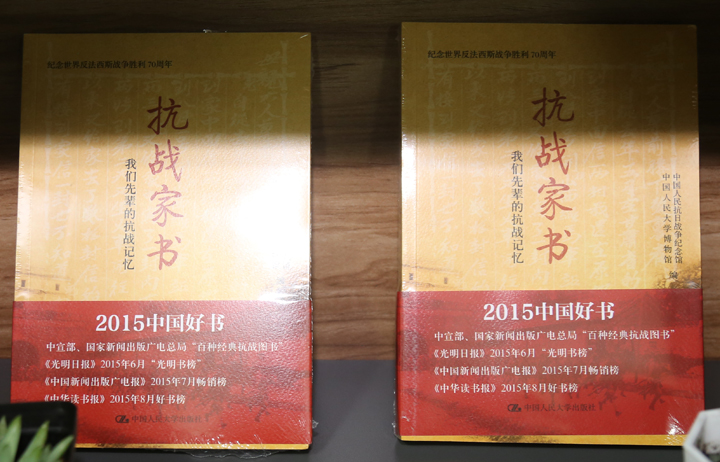 纪念世界反法西斯战争胜利70周年
抗战家书
我们先辈的抗战记忆
2015中国好书
中宣部、国家新闻出版广电总局“百种经典抗战图书”
《光明日报》2015年6月“光明书榜”
《中国新闻出版广电报》2015年7月畅销榜
《中华读书报》2015年8月好书榜
中国人民大学出版社
纪念世界反法西斯战争胜利70周年
抗战家书
我们先辈的抗战记忆
中国人民抗日战争纪念馆
中国人民大学博物馆
编
2015中国好书
中宣部、国家新闻出版广电总局“百种经典抗战图书”
《光明日报》2015年6月“光明书榜”
《中国新闻出版广电报》2015年7月畅销榜
《中华读书报》2015年8月好书榜
中国人民大学出版社